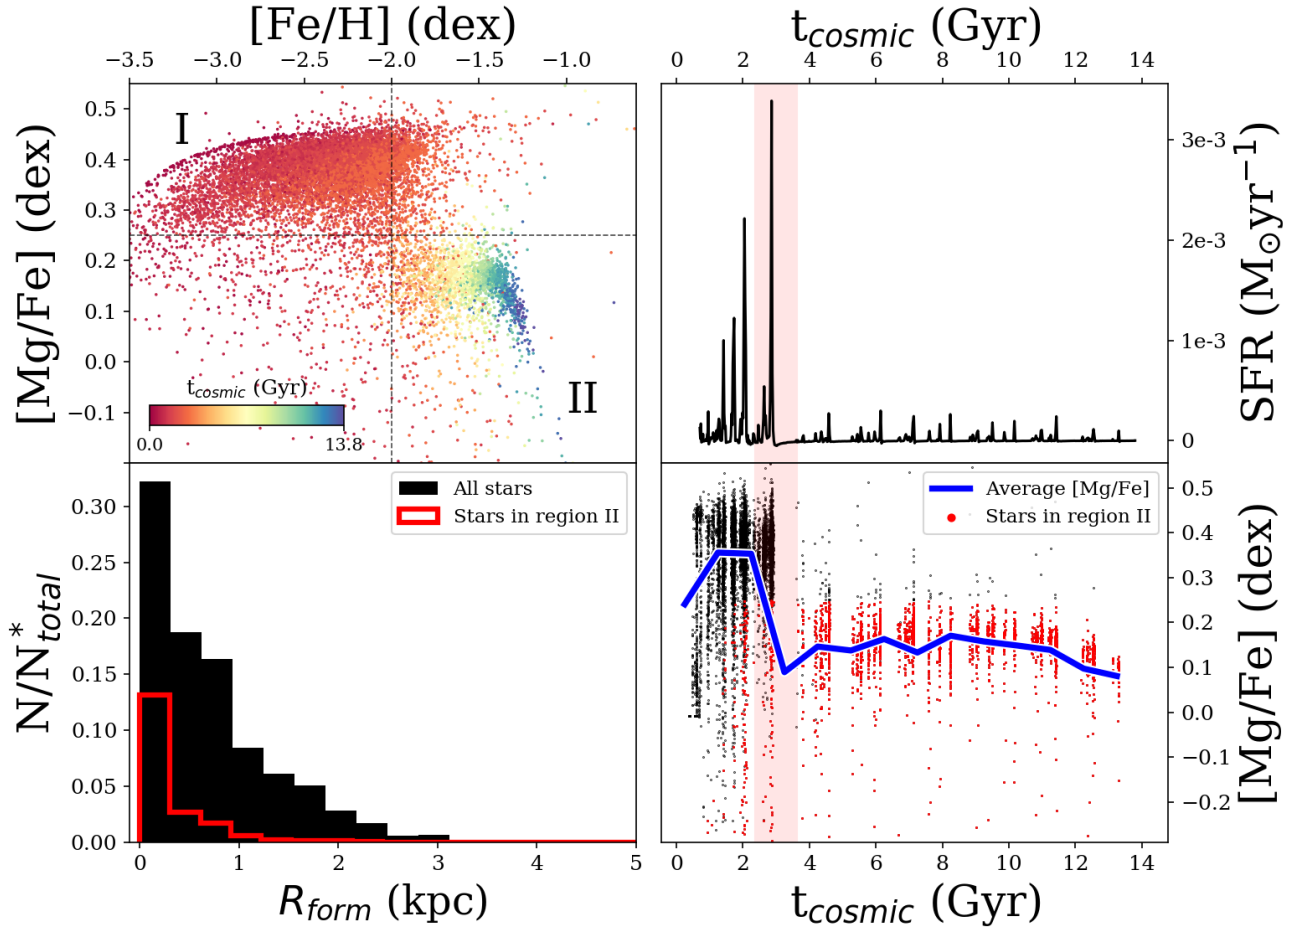 [Fe/H] (dex)
−3.5 −3.0 −2.5 −2.0 −1.5 −1.0
t_cosmic (Gyr)
0 2 4 6 8 10 12 14
[Mg/Fe] (dex)
0.5
0.4
0.3
0.2
0.1
0.0
−0.1
I
II
t_cosmic (Gyr)
0.0 13.8
3e-3
2e-3
1e-3
0
SFR (M⊙yr⁻¹)
N/N*_total
0.30
0.25
0.20
0.15
0.10
0.05
0.00
All stars
Stars in region II
0 1 2 3 4 5
R_form (kpc)
Average [Mg/Fe]
Stars in region II
0.5
0.4
0.3
0.2
0.1
0.0
−0.1
−0.2
[Mg/Fe] (dex)
0 2 4 6 8 10 12 14
t_cosmic (Gyr)